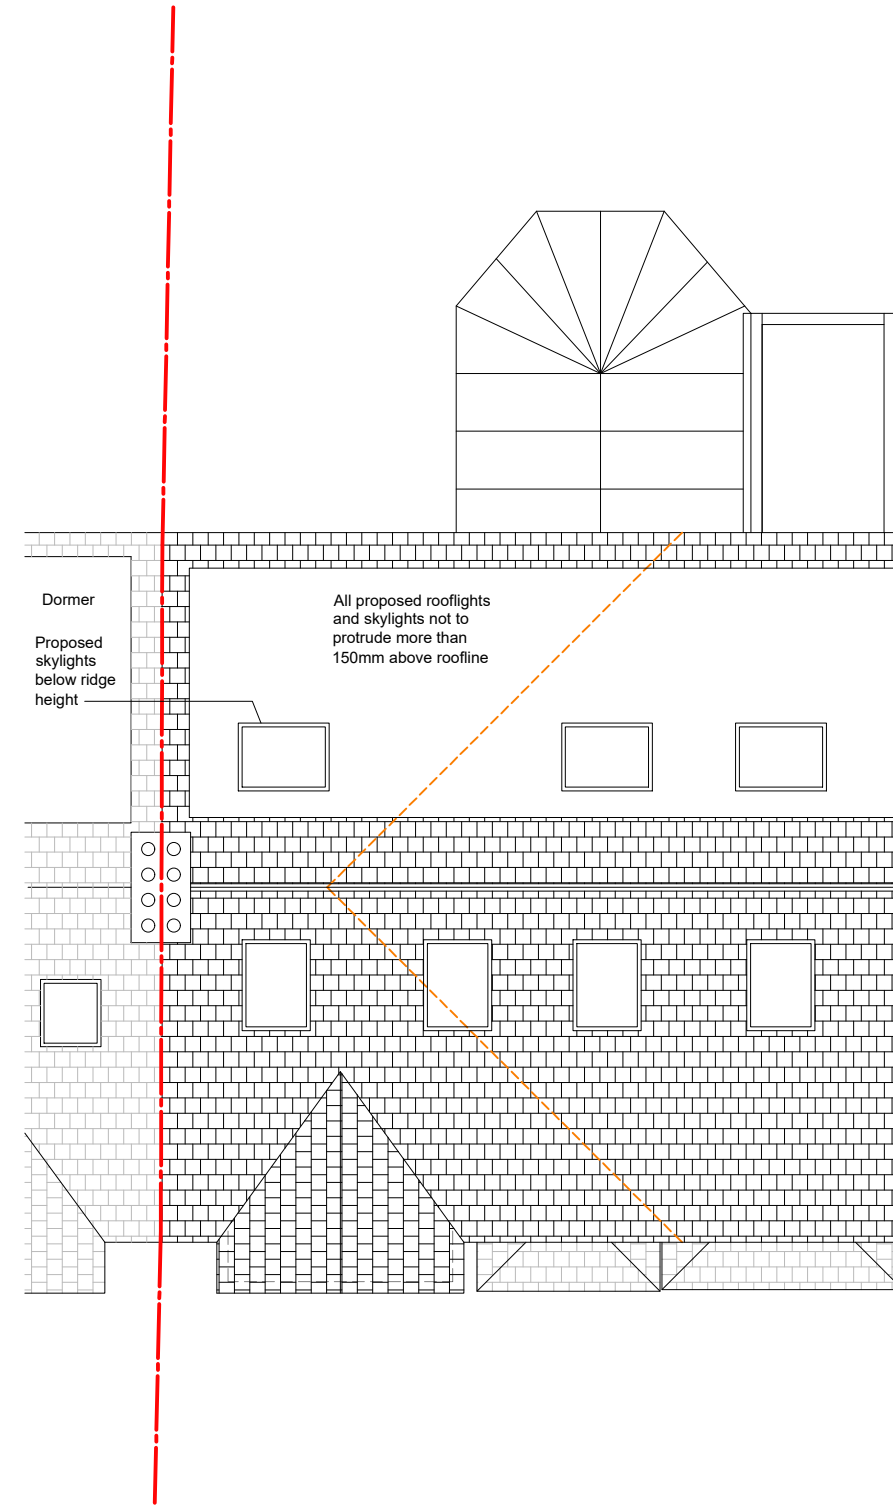 Dormer
Proposed
skylights
below ridge
height
All proposed rooflights
and skylights not to
protrude more than
150mm above roofline